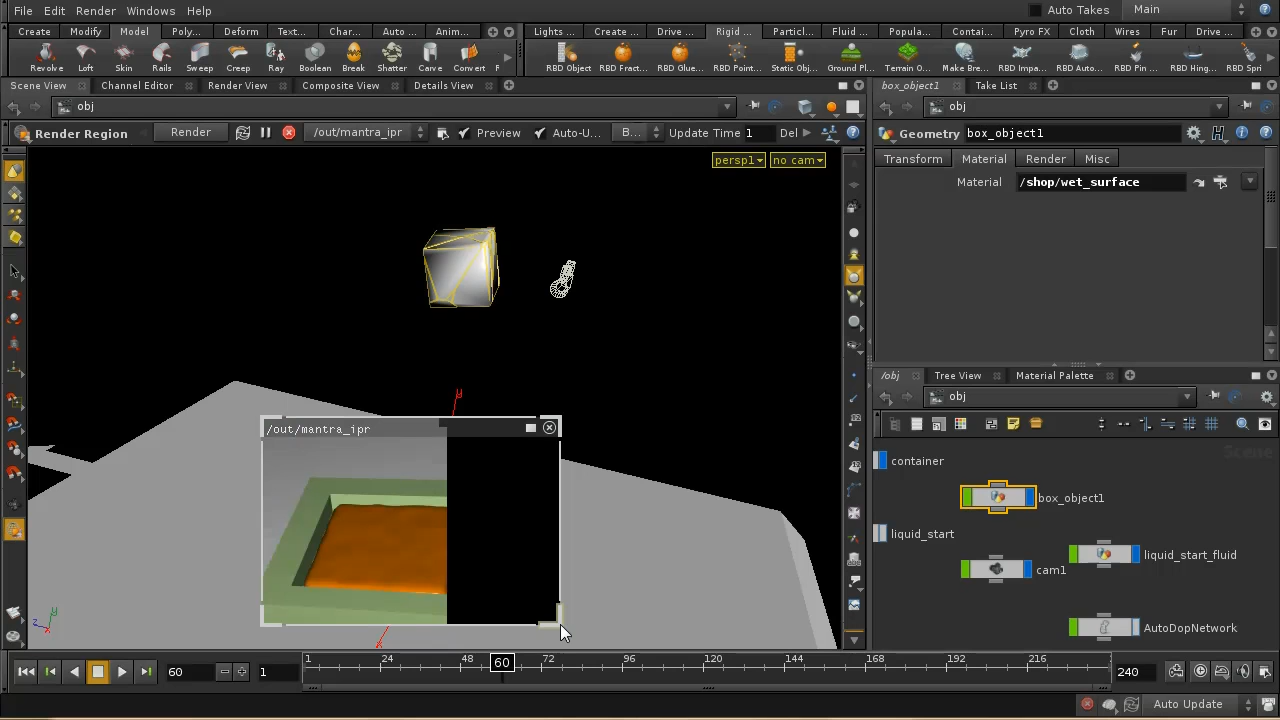 File Edit Render Windows Help Auto Takes Main
Create Modify Model Poly... Deform Text... Char... Auto Anim... Lights ... Create ... Drive ... Rigid ... Particl... Fluid ... Popula... Contai... Pyro FX Cloth Wires Fur Drive ...
Revolve Loft Skin Rails Sweep Creep Ray Boolean Break Shatter Carve Convert RBD Object RBD Fract... RBD Glue... RBD Point... Static Obj... Ground Pl... Terrain O... Make Bre... RBD Impa... RBD Auto... RBD Pin ... RBD Hing... RBD Spri
Scene View Channel Editor Render View Composite View Details View box_object1 Take List
obj obj
Render Region Render /out/mantra_ipr Preview Auto-U... B... Update Time 1 Del Geometry box_object1
persp1 no cam Transform Material Render Misc
Material /shop/wet_surface
y
/obj Tree View Material Palette
obj
/out/mantra_ipr
container
box_object1
liquid_start
liquid_start_fluid
cam1
AutoDopNetwork
z y x
60 1 1 24 48 60 72 96 120 144 168 192 216 240
Auto Update